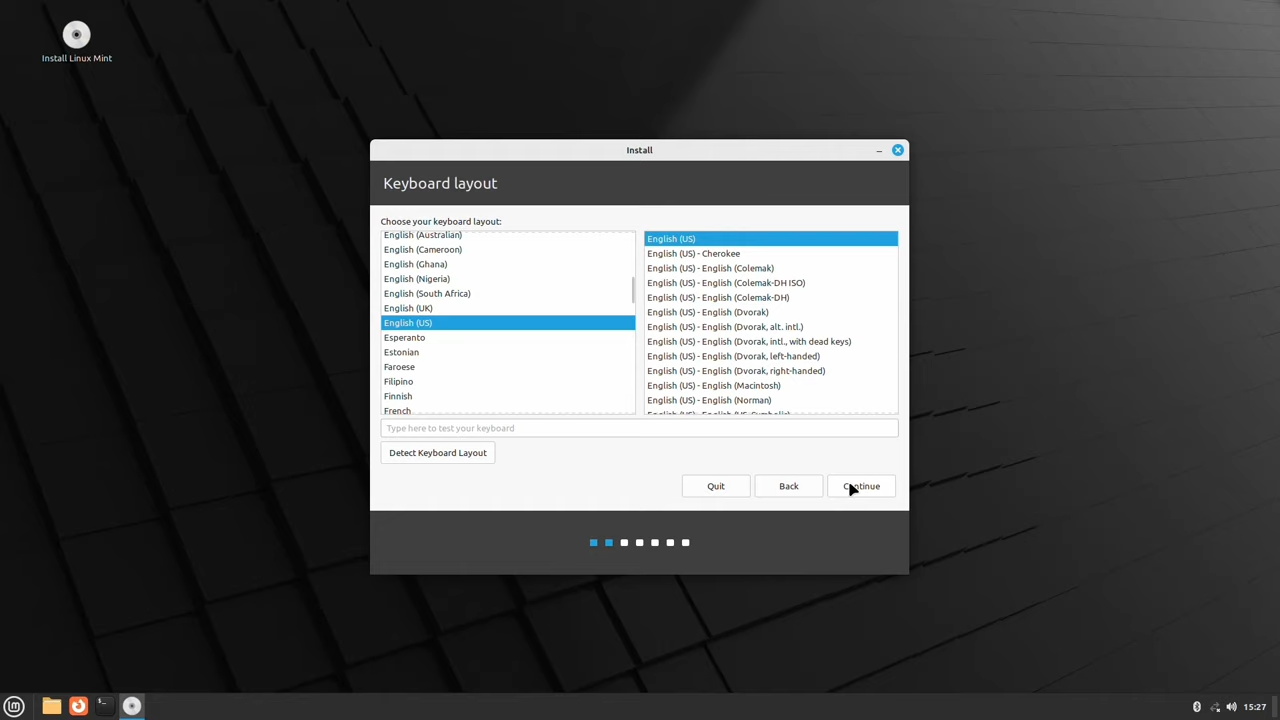 Install Linux Mint
Install
Keyboard layout
Choose your keyboard layout:
English (Australian)
English (Cameroon)
English (Ghana)
English (Nigeria)
English (South Africa)
English (UK)
English (US)
Esperanto
Estonian
Faroese
Filipino
Finnish
French
English (US)
English (US) - Cherokee
English (US) - English (Colemak)
English (US) - English (Colemak-DH ISO)
English (US) - English (Colemak-DH)
English (US) - English (Dvorak)
English (US) - English (Dvorak, alt. intl.)
English (US) - English (Dvorak, intl., with dead keys)
English (US) - English (Dvorak, left-handed)
English (US) - English (Dvorak, right-handed)
English (US) - English (Macintosh)
English (US) - English (Norman)
English (US) - English (US, Symbolic)
Type here to test your keyboard
Detect Keyboard Layout
Quit
Back
Continue
15:27